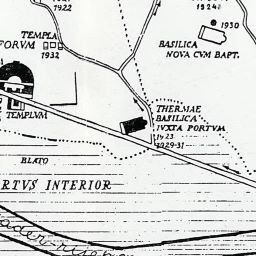 1922
1924
1930
TEMPLA
FORVM
1932
BASILICA
NOVA CVM BAPT.
THERMAE
BASILICA
IVXTA PORTVM
1923
1929-31
TEMPLVM
BLATO
RTVS INTERIOR